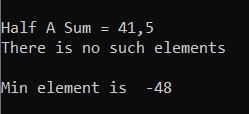 Half A Sum = 41,5
There is no such elements
Min element is  -48